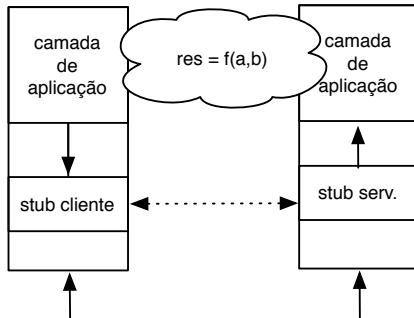 camada
de
aplicação
res = f(a,b)
camada
de
aplicação
stub cliente
stub serv.